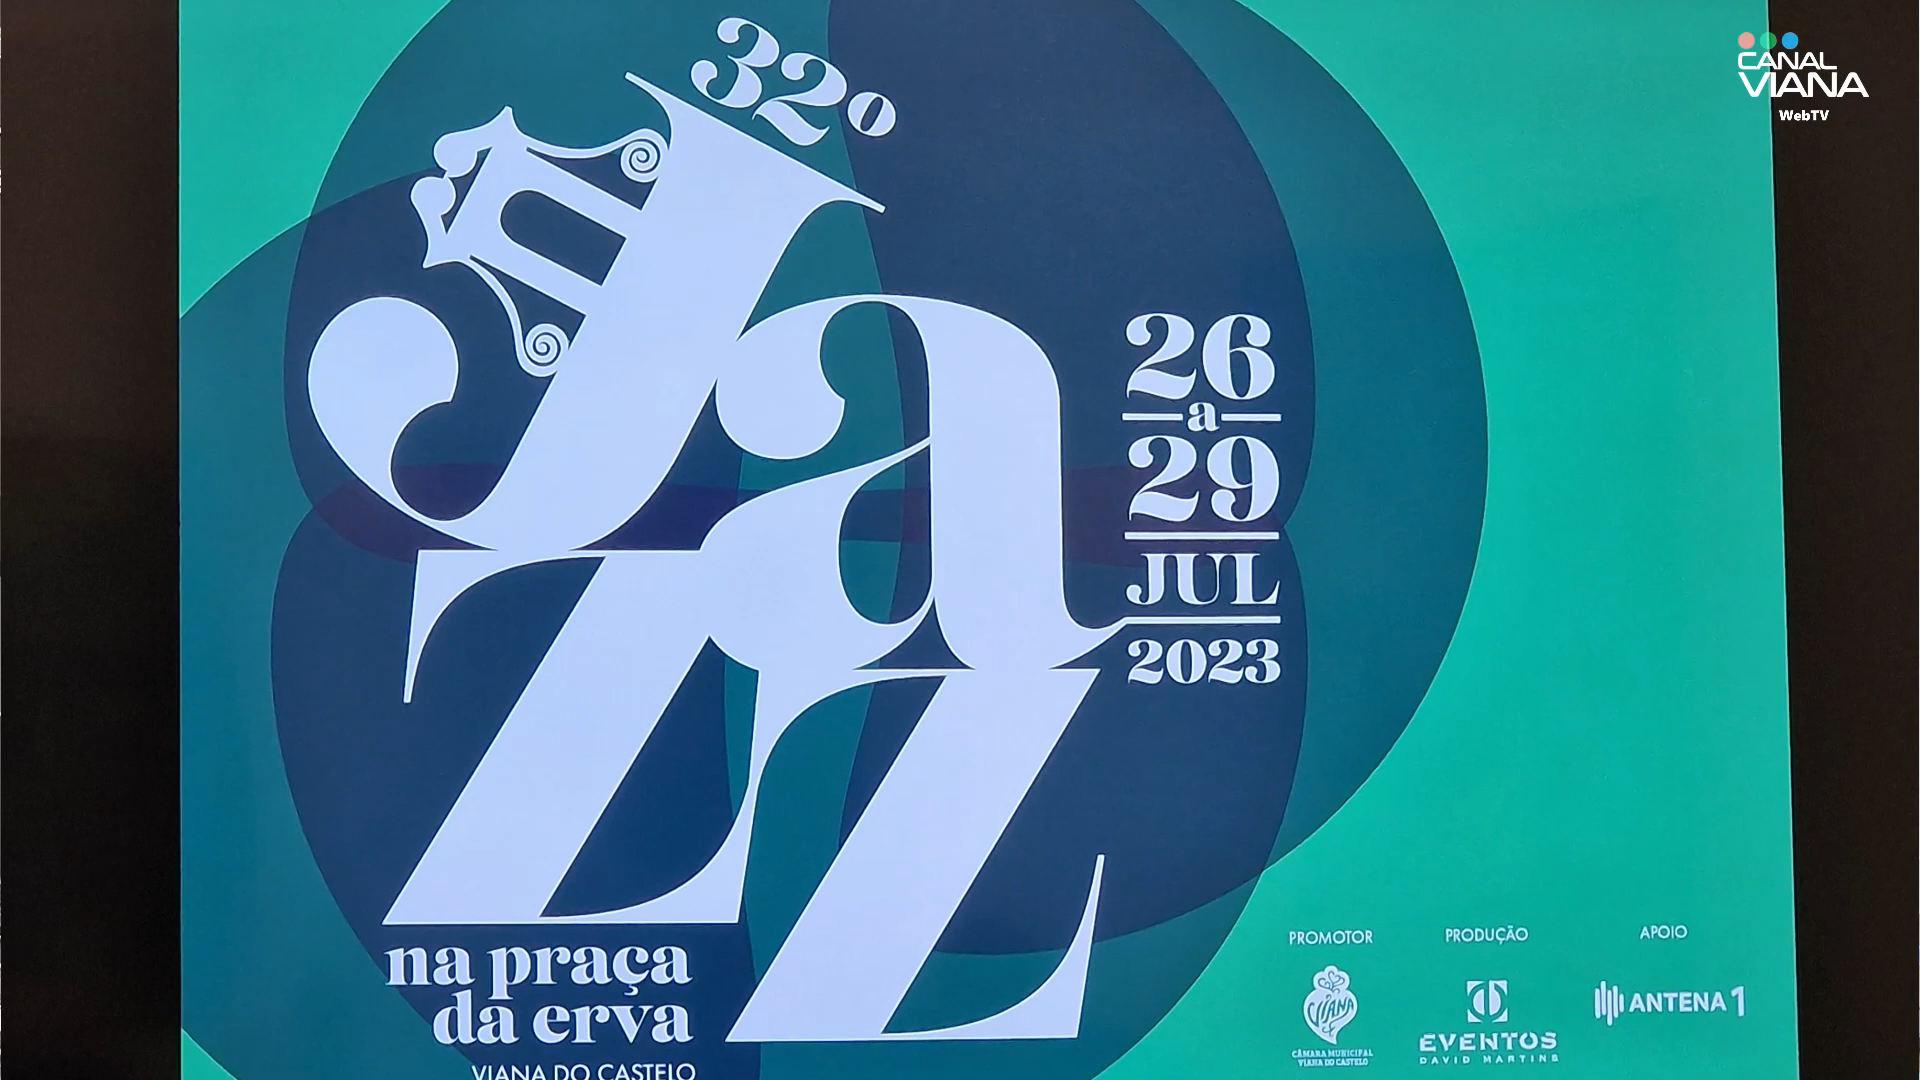 32º
Jazz
na praça
da erva
VIANA DO CASTELO
26
a
29
JUL
2023
PROMOTOR
VIANA
CÂMARA MUNICIPAL
VIANA DO CASTELO
PRODUÇÃO
EVENTOS
DAVID MARTINS
APOIO
ANTENA 1
CANAL
VIANA
WebTV